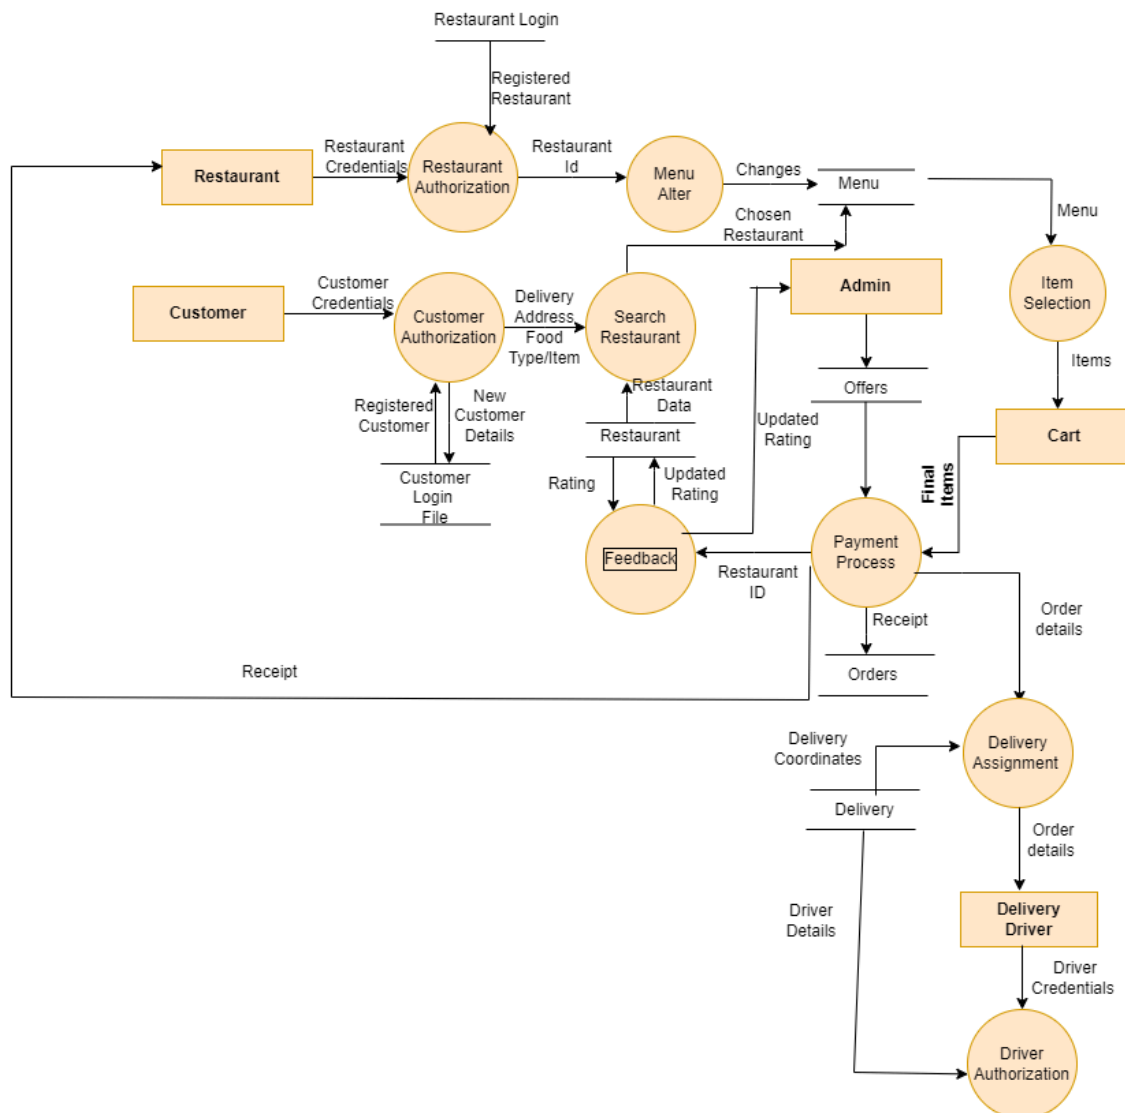 Restaurant Login
Registered
Restaurant
Restaurant
Credentials
Restaurant
Restaurant
Authorization
Restaurant
Id
Menu
Alter
Changes
Menu
Menu
Chosen
Restaurant
Customer
Customer
Credentials
Customer
Authorization
Delivery
Address
Food
Type/Item
Search
Restaurant
Admin
Item
Selection
Items
Registered
Customer
New
Customer
Details
Restaurant
Data
Restaurant
Offers
Updated
Rating
Cart
Customer
Login
File
Rating
Updated
Rating
Final
Items
Feedback
Restaurant
ID
Payment
Process
Receipt
Order
details
Orders
Receipt
Delivery
Coordinates
Delivery
Assignment
Delivery
Order
details
Driver
Details
Delivery
Driver
Driver
Credentials
Driver
Authorization